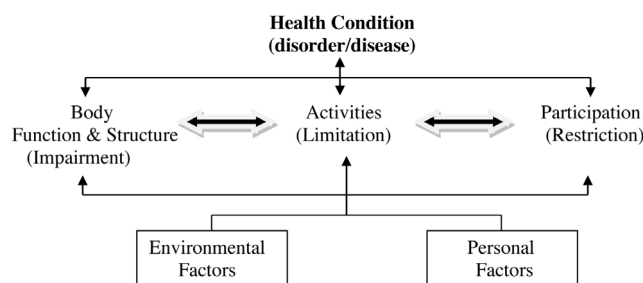 Health Condition
(disorder/disease)
Body
Function & Structure
(Impairment)
Activities
(Limitation)
Participation
(Restriction)
Environmental
Factors
Personal
Factors